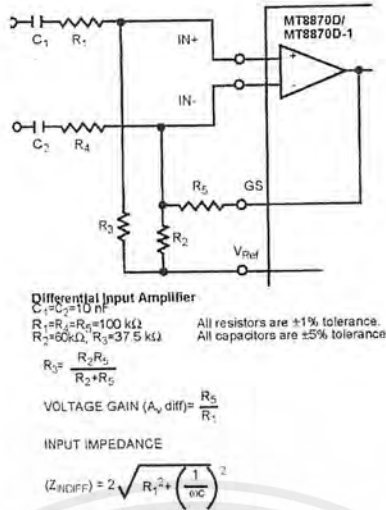 MT8870D/
MT8870D-1
C1 R1 IN+
+
IN-
-
C2 R4
R5 GS
R3 R2
VRef
Differential Input Amplifier
C1=C2=10 nF
R1=R4=R5=100 kΩ All resistors are ±1% tolerance.
R2=60kΩ, R3=37.5 kΩ All capacitors are ±5% tolerance
R3= R2R5 / R2+R5
VOLTAGE GAIN (Av diff)= R5 / R1
INPUT IMPEDANCE
(ZINDIFF) = 2 √ R1²+ (1 / ωc)²